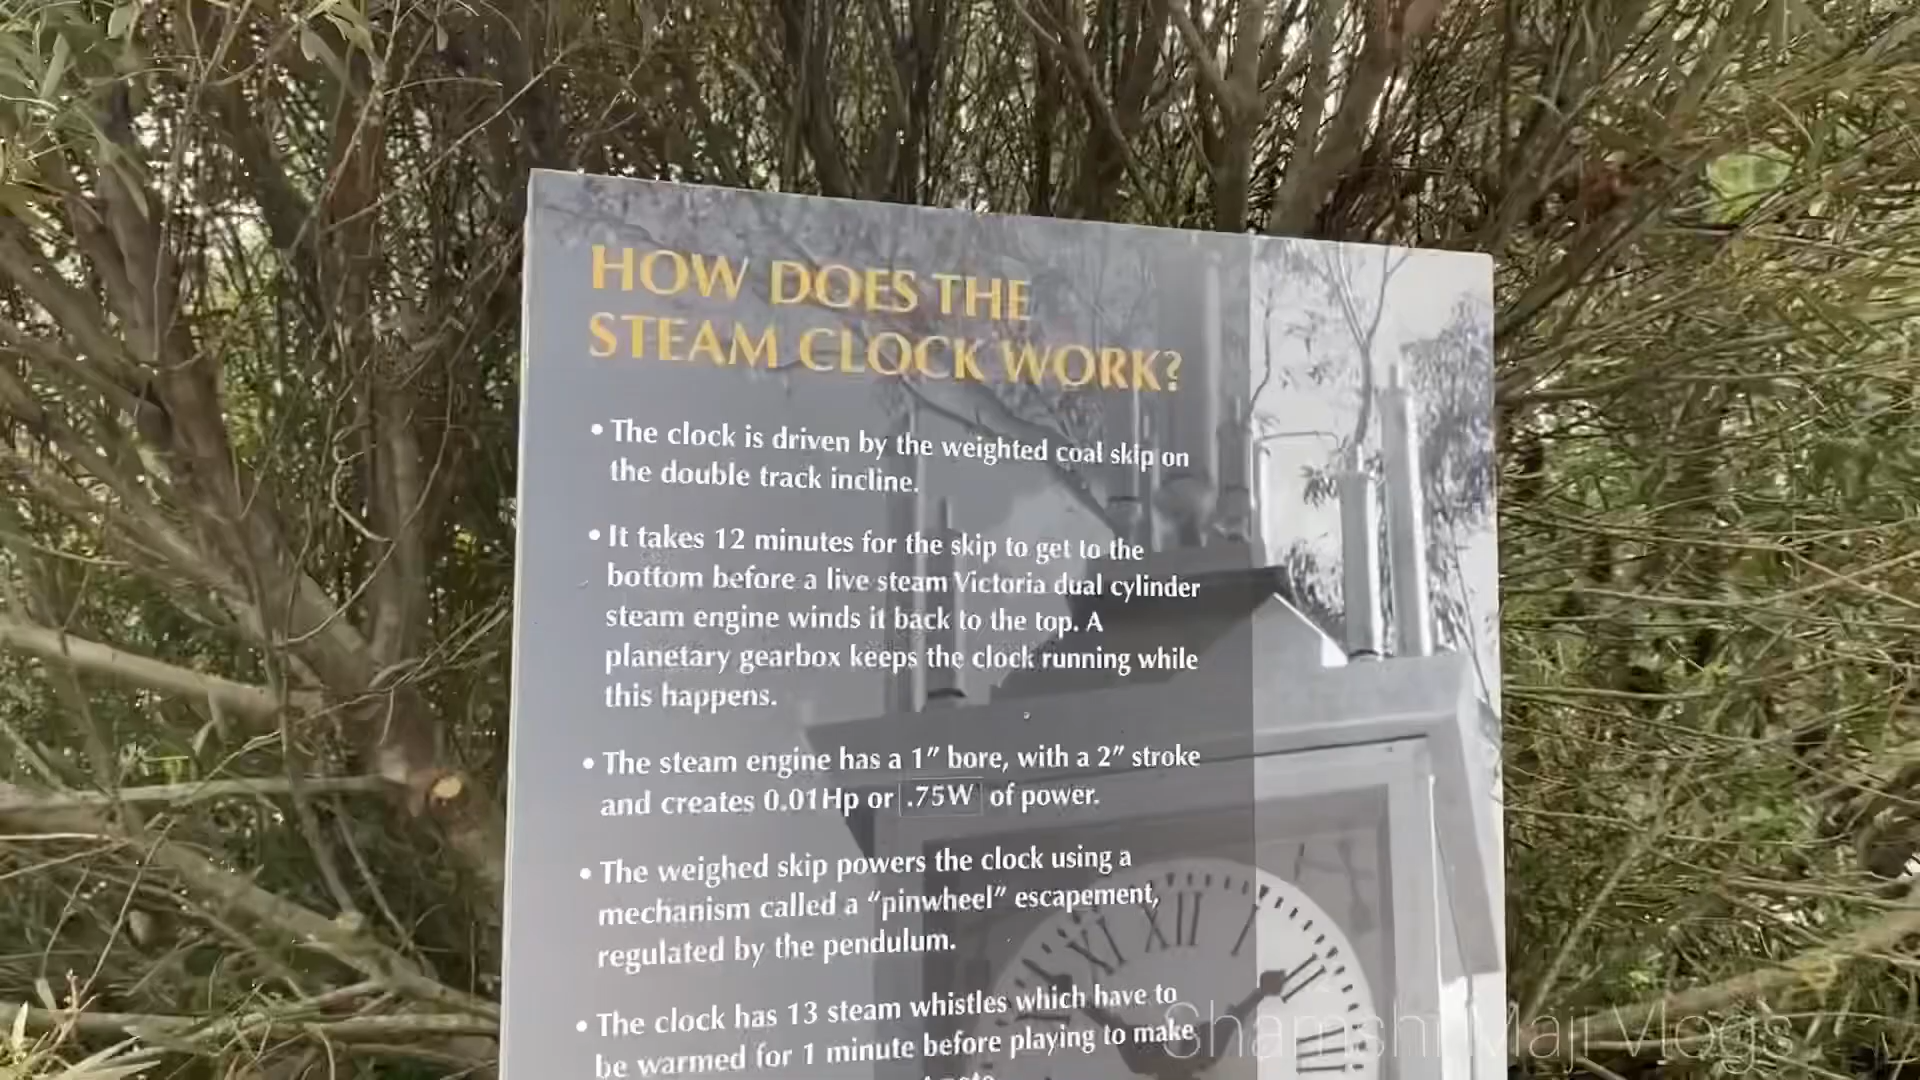 HOW DOES THE
STEAM CLOCK WORK?
• The clock is driven by the weighted coal skip on
the double track incline.
• It takes 12 minutes for the skip to get to the
bottom before a live steam Victoria dual cylinder
steam engine winds it back to the top. A
planetary gearbox keeps the clock running while
this happens.
• The steam engine has a 1” bore, with a 2” stroke
and creates 0.01Hp or .75W of power.
• The weighed skip powers the clock using a
mechanism called a “pinwheel” escapement,
regulated by the pendulum.
• The clock has 13 steam whistles which have to
be warmed for 1 minute before playing to make
XI XII I II
Shamshi Maji Vlogs